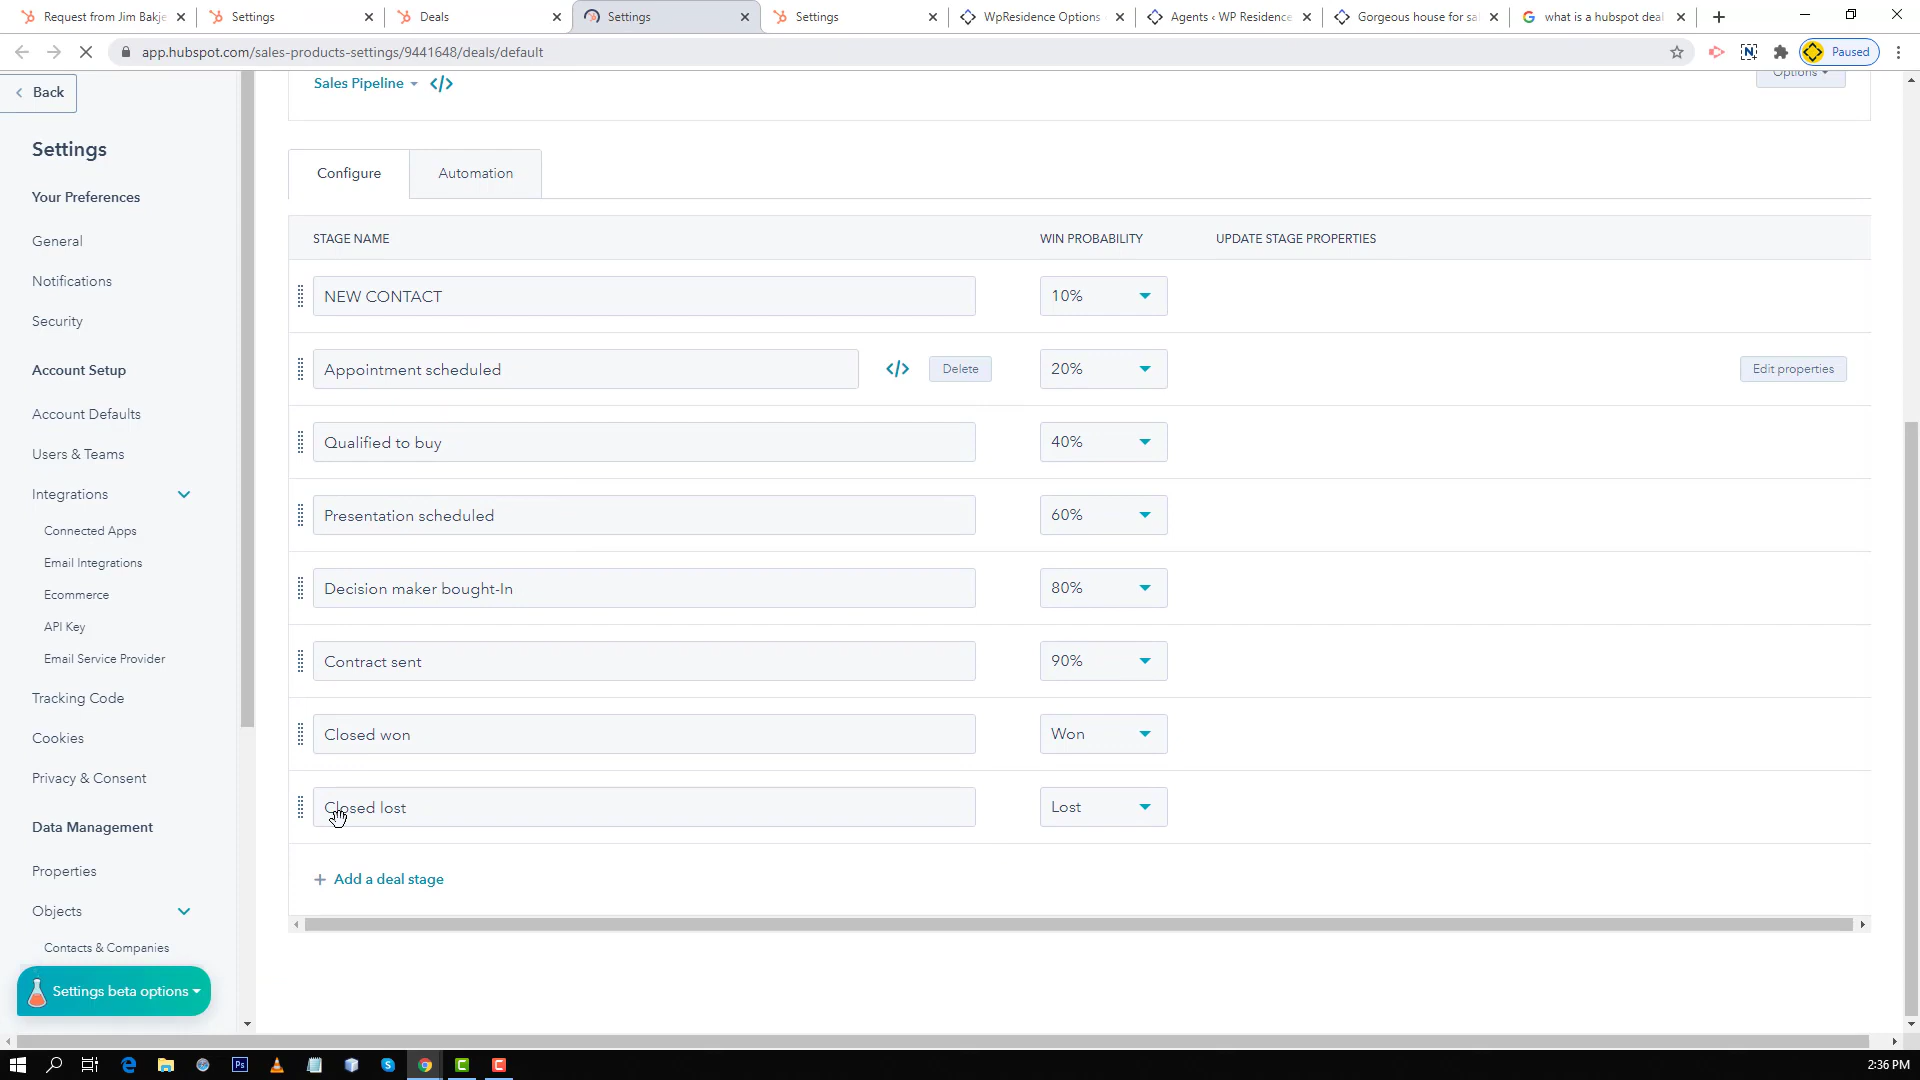 Request from Jim Bakje
Settings
Deals
Settings
Settings
WpResidence Options
Agents ‹ WP Residence
Gorgeous house for sal
what is a hubspot deal
app.hubspot.com/sales-products-settings/9441648/deals/default
Paused
Back
Sales Pipeline
</>
Options
Settings
Configure
Automation
Your Preferences
STAGE NAME
WIN PROBABILITY
UPDATE STAGE PROPERTIES
General
Notifications
NEW CONTACT
10%
Security
Account Setup
Appointment scheduled
</>
Delete
20%
Edit properties
Account Defaults
Qualified to buy
40%
Users & Teams
Integrations
Presentation scheduled
60%
Connected Apps
Email Integrations
Ecommerce
Decision maker bought-In
80%
API Key
Email Service Provider
Contract sent
90%
Tracking Code
Cookies
Closed won
Won
Privacy & Consent
Closed lost
Lost
Data Management
Properties
+ Add a deal stage
Objects
Contacts & Companies
Settings beta options
Ps
2:36 PM